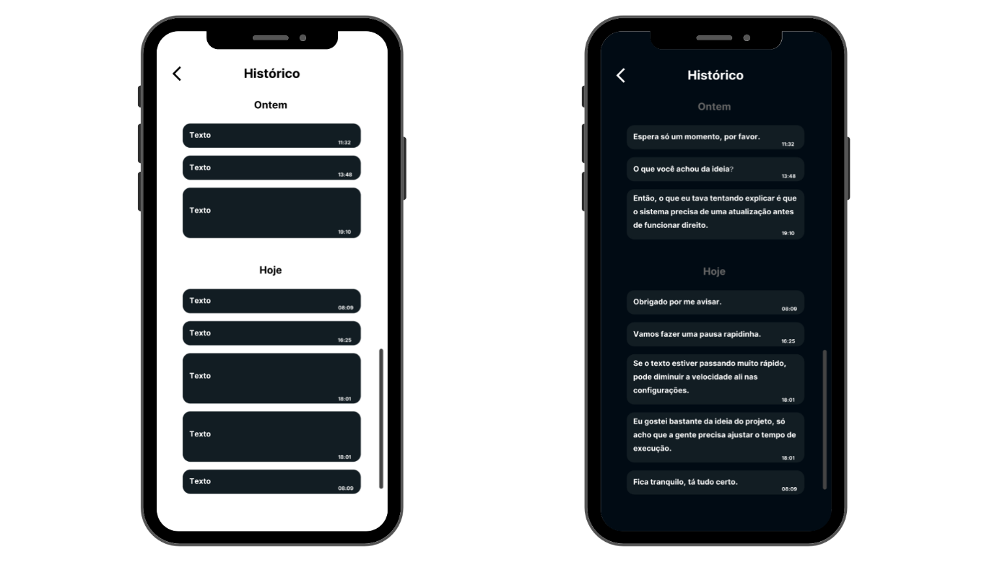 Histórico
Ontem
Texto
11:32
Texto
13:48
Texto
19:10
Hoje
Texto
08:09
Texto
16:25
Texto
18:01
Texto
18:01
Texto
08:09
Histórico
Ontem
Espera só um momento, por favor.
11:32
O que você achou da ideia?
13:48
Então, o que eu tava tentando explicar é que
o sistema precisa de uma atualização antes
de funcionar direito.
19:10
Hoje
Obrigado por me avisar.
08:09
Vamos fazer uma pausa rapidinha.
16:25
Se o texto estiver passando muito rápido,
pode diminuir a velocidade ali nas
configurações.
18:01
Eu gostei bastante da ideia do projeto, só
acho que a gente precisa ajustar o tempo de
execução.
18:01
Fica tranquilo, tá tudo certo.
08:09